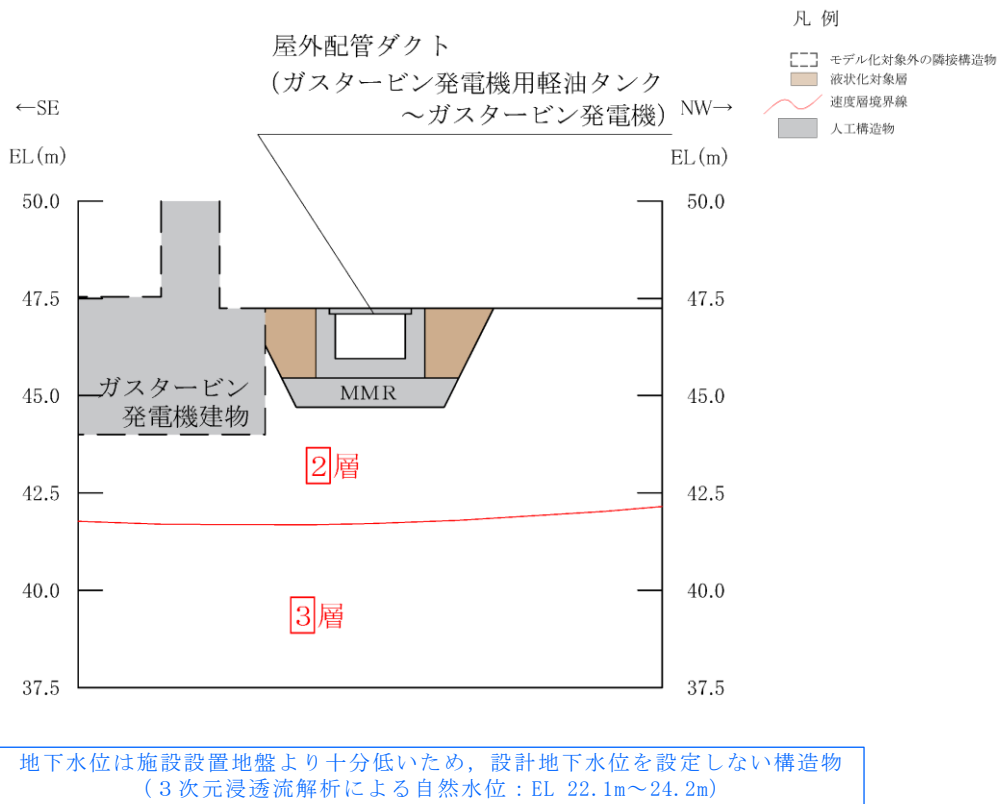 凡 例
モデル化対象外の隣接構造物
液状化対象層
速度層境界線
人工構造物
屋外配管ダクト
(ガスタービン発電機用軽油タンク
～ガスタービン発電機)
←SE
NW→
EL(m)
EL(m)
50.0
50.0
47.5
47.5
45.0
45.0
42.5
42.5
40.0
40.0
37.5
37.5
ガスタービン
発電機建物
MMR
2層
3層
地下水位は施設設置地盤より十分低いため，設計地下水位を設定しない構造物
(３次元浸透流解析による自然水位：EL 22.1m～24.2m)